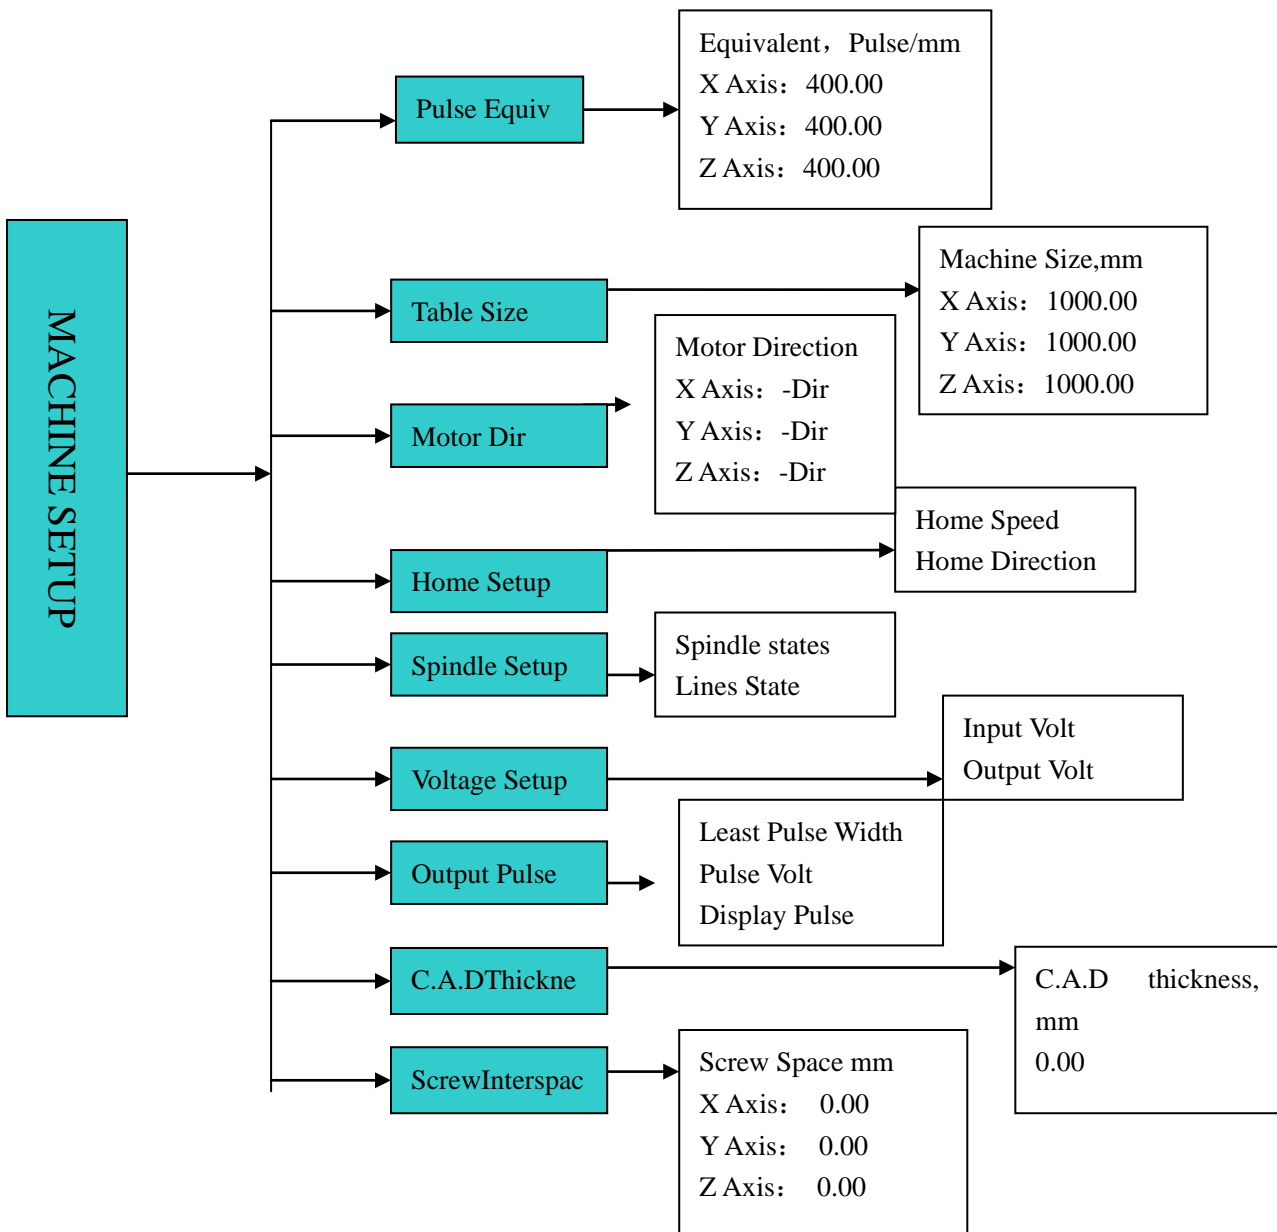 MACHINE SETUP
Pulse Equiv
Equivalent，Pulse/mm
X Axis：400.00
Y Axis：400.00
Z Axis：400.00
Table Size
Machine Size,mm
X Axis：1000.00
Y Axis：1000.00
Z Axis：1000.00
Motor Dir
Motor Direction
X Axis：-Dir
Y Axis：-Dir
Z Axis：-Dir
Home Setup
Home Speed
Home Direction
Spindle Setup
Spindle states
Lines State
Voltage Setup
Input Volt
Output Volt
Output Pulse
Least Pulse Width
Pulse Volt
Display Pulse
C.A.DThickne
C.A.D thickness,
mm
0.00
ScrewInterspac
Screw Space mm
X Axis： 0.00
Y Axis： 0.00
Z Axis： 0.00